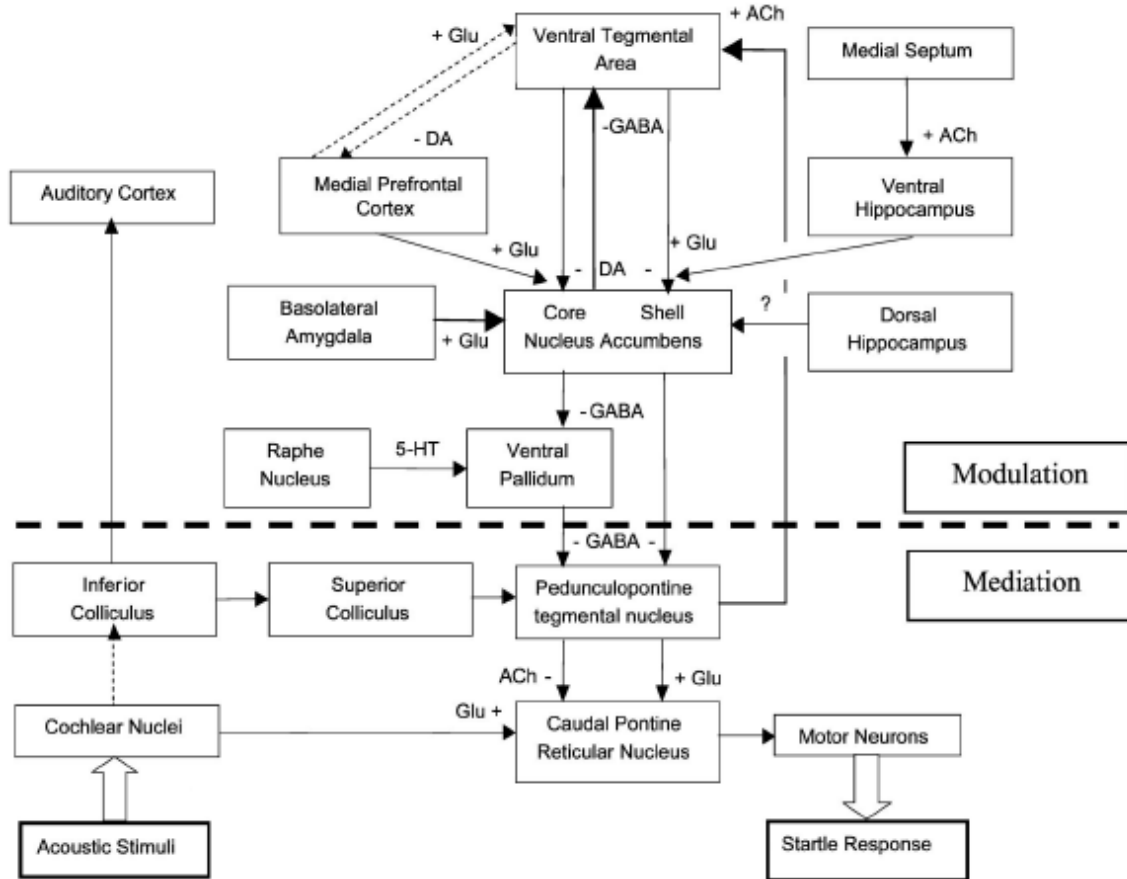 + ACh
+ Glu
Ventral Tegmental
Area
Medial Septum
-GABA
- DA
+ ACh
Auditory Cortex
Medial Prefrontal
Cortex
Ventral
Hippocampus
+ Glu
+ Glu
- DA -
Basolateral
Amygdala
+ Glu
Core Shell
Nucleus Accumbens
?
Dorsal
Hippocampus
- GABA
Raphe
Nucleus
5-HT
Ventral
Pallidum
Modulation
- GABA -
Mediation
Inferior
Colliculus
Superior
Colliculus
Pedunculopontine
tegmental nucleus
ACh -
+ Glu
Cochlear Nuclei
Glu +
Caudal Pontine
Reticular Nucleus
Motor Neurons
Acoustic Stimuli
Startle Response